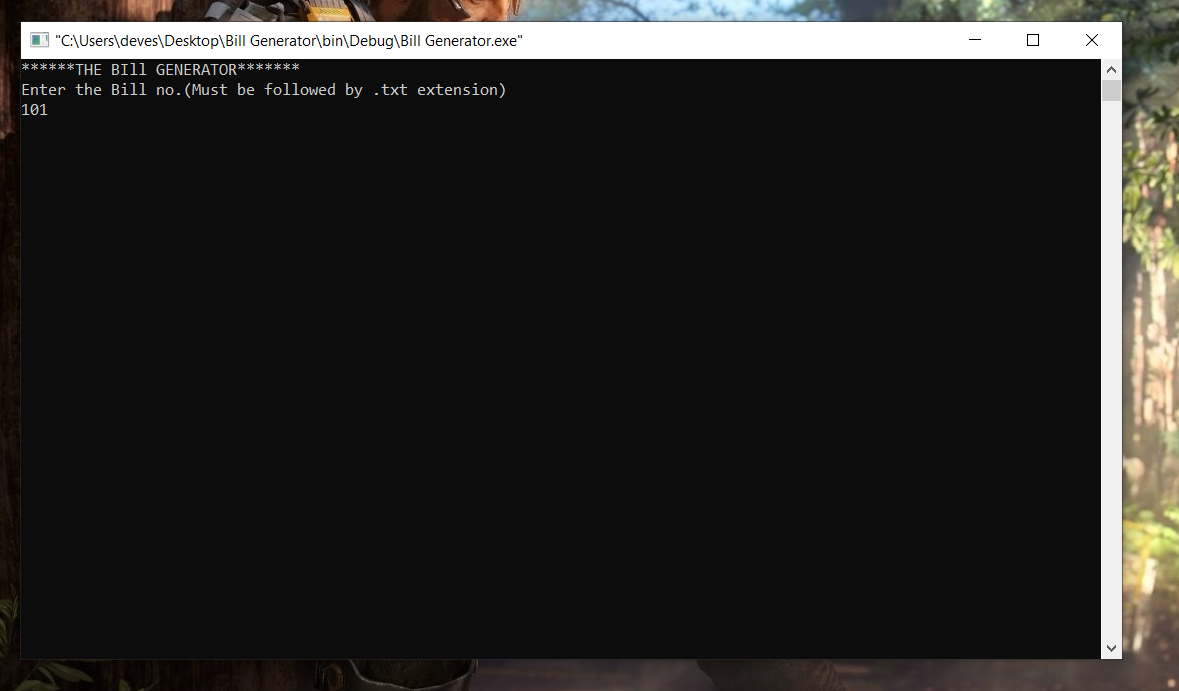 "C:\Users\deves\Desktop\Bill Generator\bin\Debug\Bill Generator.exe"
******THE BIll GENERATOR*******
Enter the Bill no.(Must be followed by .txt extension)
101